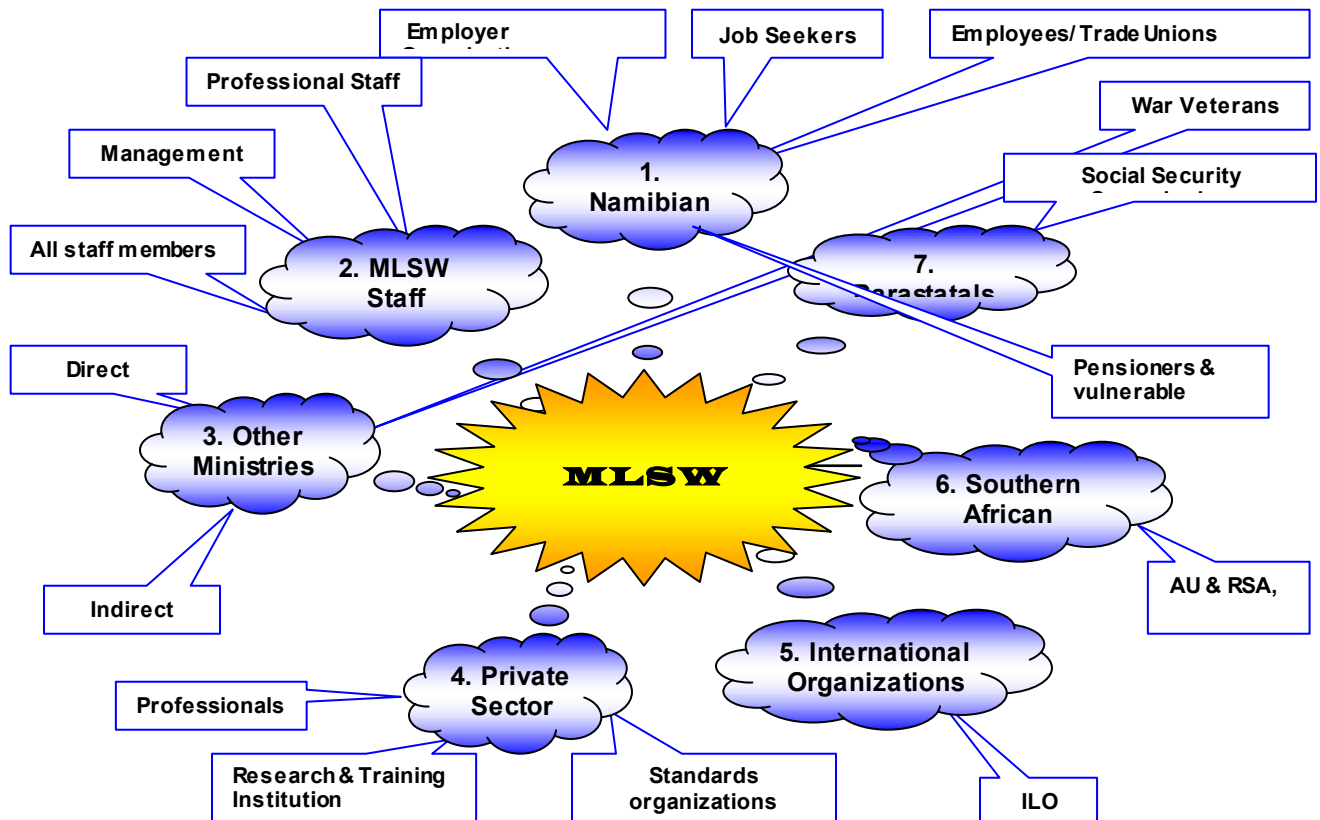 Employer
Job Seekers
Employees/ Trade Unions
Professional Staff
War Veterans
Management
1.
Namibian
Social Security
All staff members
2. MLSW
Staff
7.
Parastatals
Direct
Pensioners &
vulnerable
3. Other
Ministries
MLSW
6. Southern
African
Indirect
AU & RSA,
4. Private
Sector
5. International
Organizations
Professionals
Research & Training
Institution
Standards
organizations
ILO